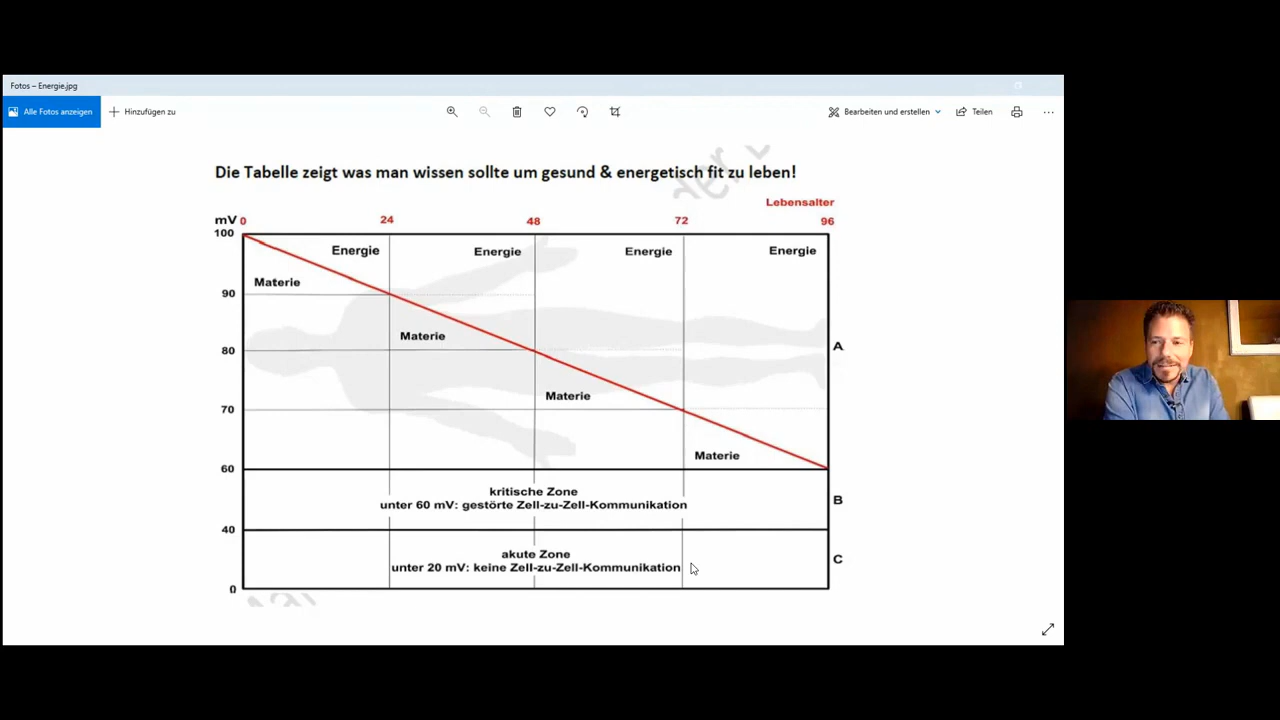 Fotos – Energie.jpg
Alle Fotos anzeigen
Hinzufügen zu
Bearbeiten und erstellen
Teilen
der
Die Tabelle zeigt was man wissen sollte um gesund & energetisch fit zu leben!
Lebensalter
mV 0 24 48 72 96
100
Energie Energie Energie Energie
Materie
90
Materie
80
A
Materie
70
Materie
60
kritische Zone
B
unter 60 mV: gestörte Zell-zu-Zell-Kommunikation
40
akute Zone
C
unter 20 mV: keine Zell-zu-Zell-Kommunikation
0